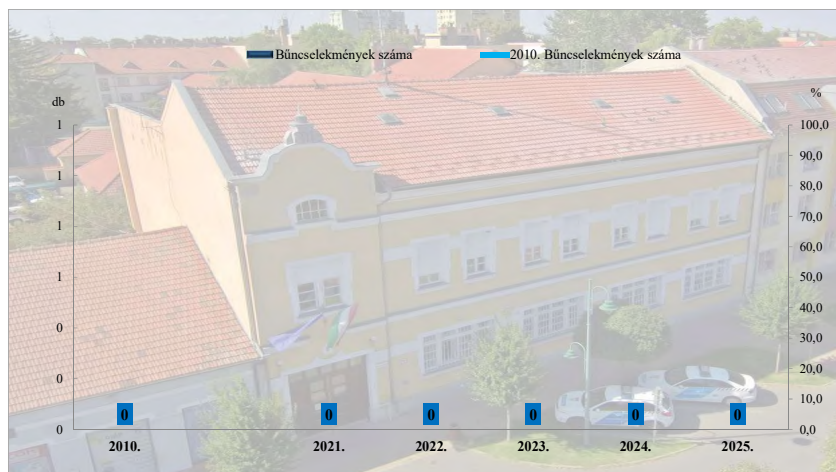 Bűncselekmények száma 2010. Bűncselekmények száma
db %
1 100,0
90,0
1 80,0
70,0
1 60,0
1 50,0
40,0
0 30,0
0 20,0
10,0
0 0,0
0 0 0 0 0 0
2010. 2021. 2022. 2023. 2024. 2025.